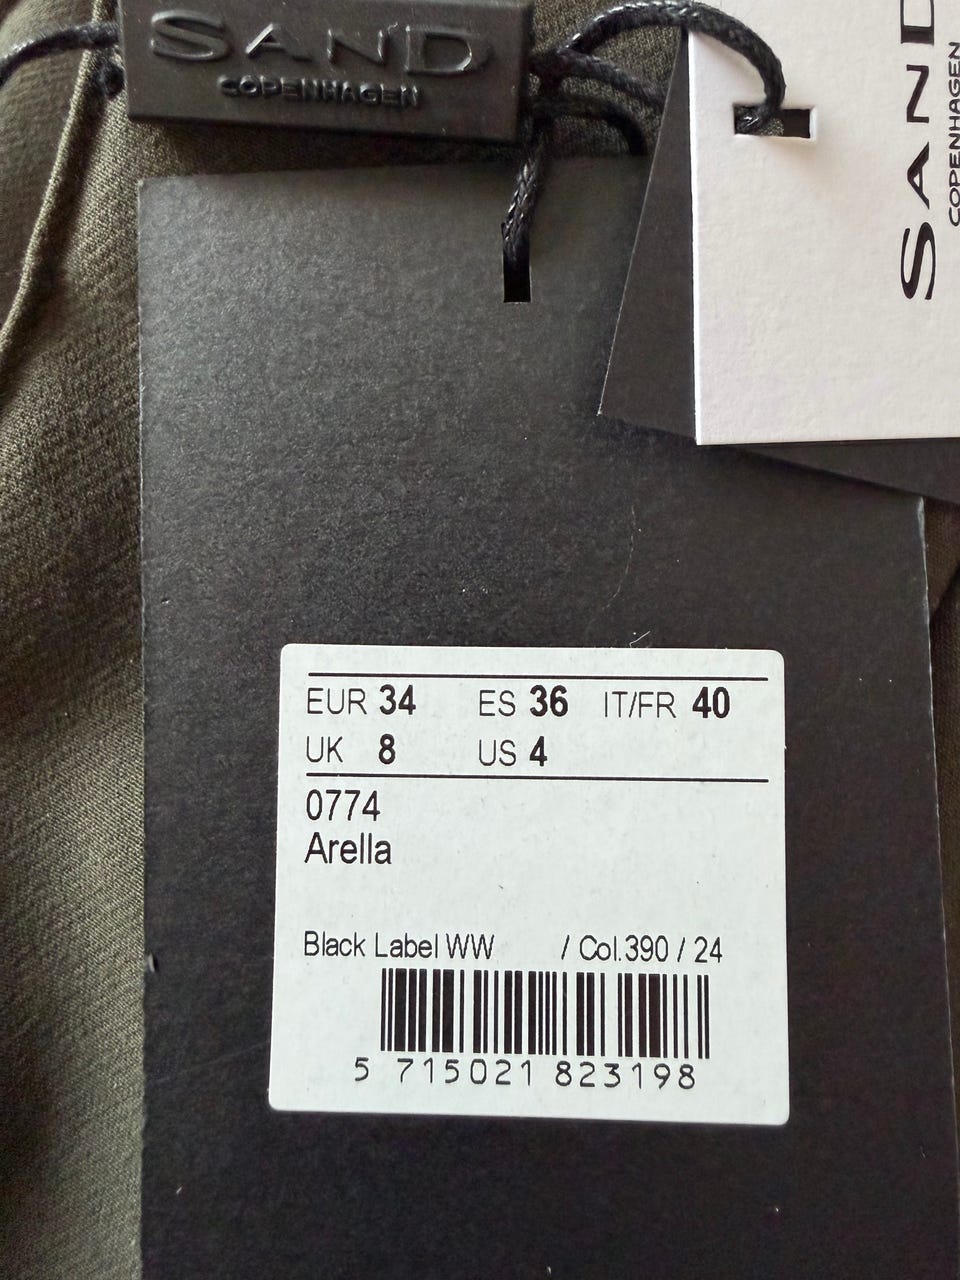 SAND
COPENHAGEN
SAND
COPENHAGEN
EUR 34 ES 36 IT/FR 40
UK 8 US 4
0774
Arella
Black Label WW / Col.390 / 24
5 715021 823198